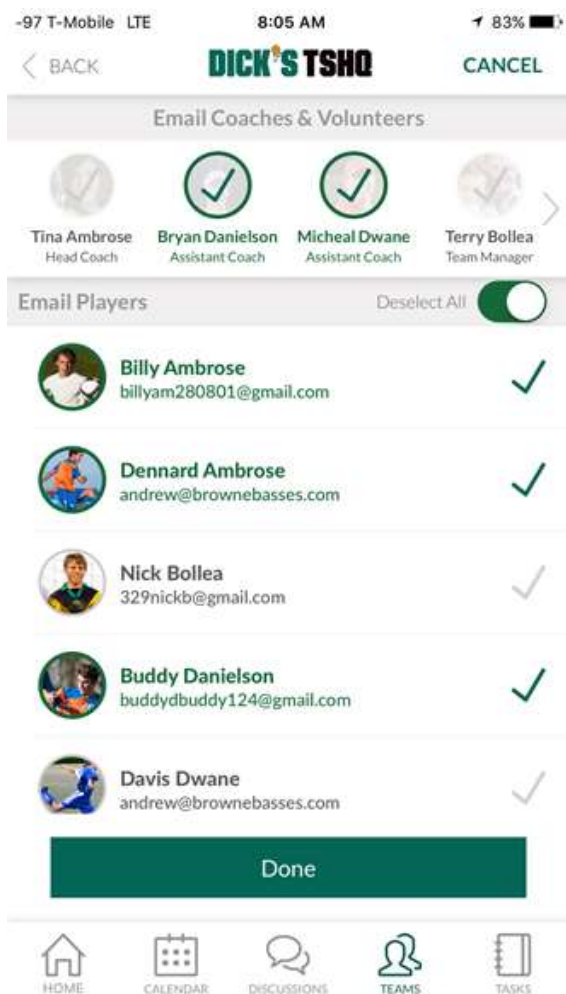 -97 T-Mobile LTE 8:05 AM 83%
BACK DICK'S TSHQ CANCEL
Email Coaches & Volunteers
Tina Ambrose Bryan Danielson Micheal Dwane Terry Bollea
Head Coach Assistant Coach Assistant Coach Team Manager
Email Players Deselect All
Billy Ambrose
billyam280801@gmail.com
Dennard Ambrose
andrew@brownebasses.com
Nick Bollea
329nickb@gmail.com
Buddy Danielson
buddydbuddy124@gmail.com
Davis Dwane
andrew@brownebasses.com
Done
HOME CALENDAR DISCUSSIONS TEAMS TASKS